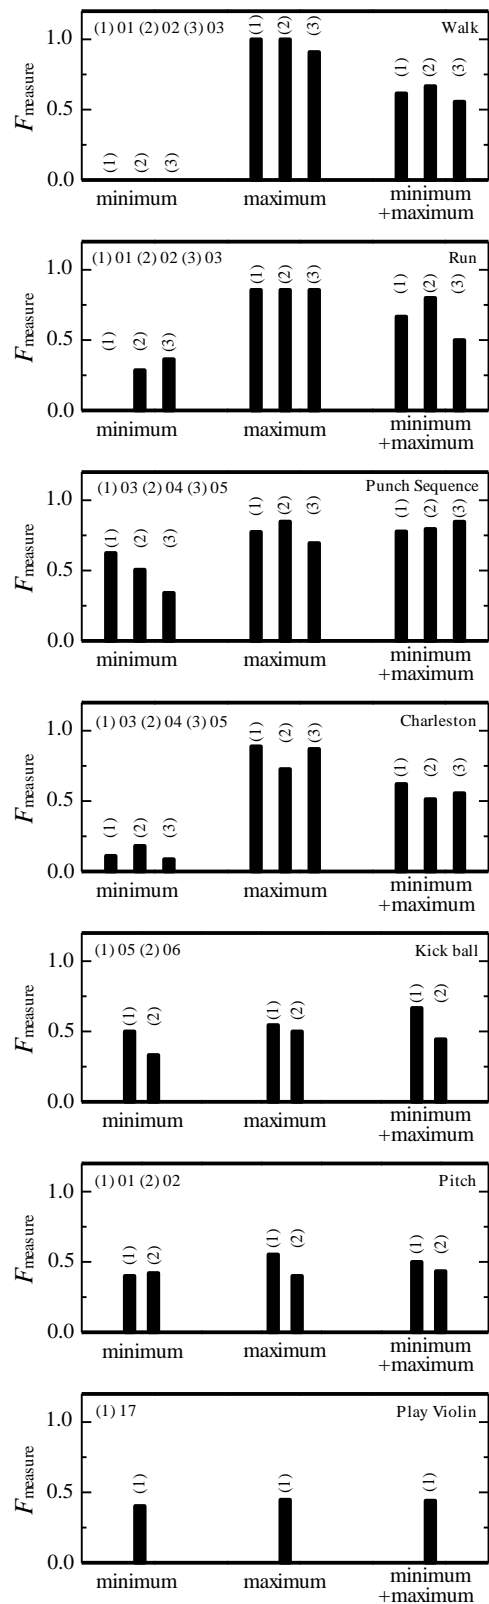 (1) 01 (2) 02 (3) 03 Walk
1.0
(1) (2) (3)
(1) (2) (3)
F measure
0.5
(1) (2) (3)
0.0
minimum maximum minimum
+maximum
(1) 01 (2) 02 (3) 03 Run
1.0
(1) (2) (3)
(1) (2) (3)
F measure
0.5
(1) (2) (3)
0.0
minimum maximum minimum
+maximum
(1) 03 (2) 04 (3) 05 Punch Sequence
1.0
(1) (2) (3)
(1) (2) (3)
(1) (2) (3)
F measure
0.5
0.0
minimum maximum minimum
+maximum
(1) 03 (2) 04 (3) 05 Charleston
1.0
(1) (2) (3)
(1) (2) (3)
F measure
0.5
(1) (2) (3)
0.0
minimum maximum minimum
+maximum
(1) 05 (2) 06 Kick ball
1.0
(1) (2)
(1) (2)
(1) (2)
F measure
0.5
0.0
minimum maximum minimum
+maximum
(1) 01 (2) 02 Pitch
1.0
(1) (2)
(1) (2)
(1) (2)
F measure
0.5
0.0
minimum maximum minimum
+maximum
(1) 17 Play Violin
1.0
(1) (1) (1)
F measure
0.5
0.0
minimum maximum minimum
+maximum